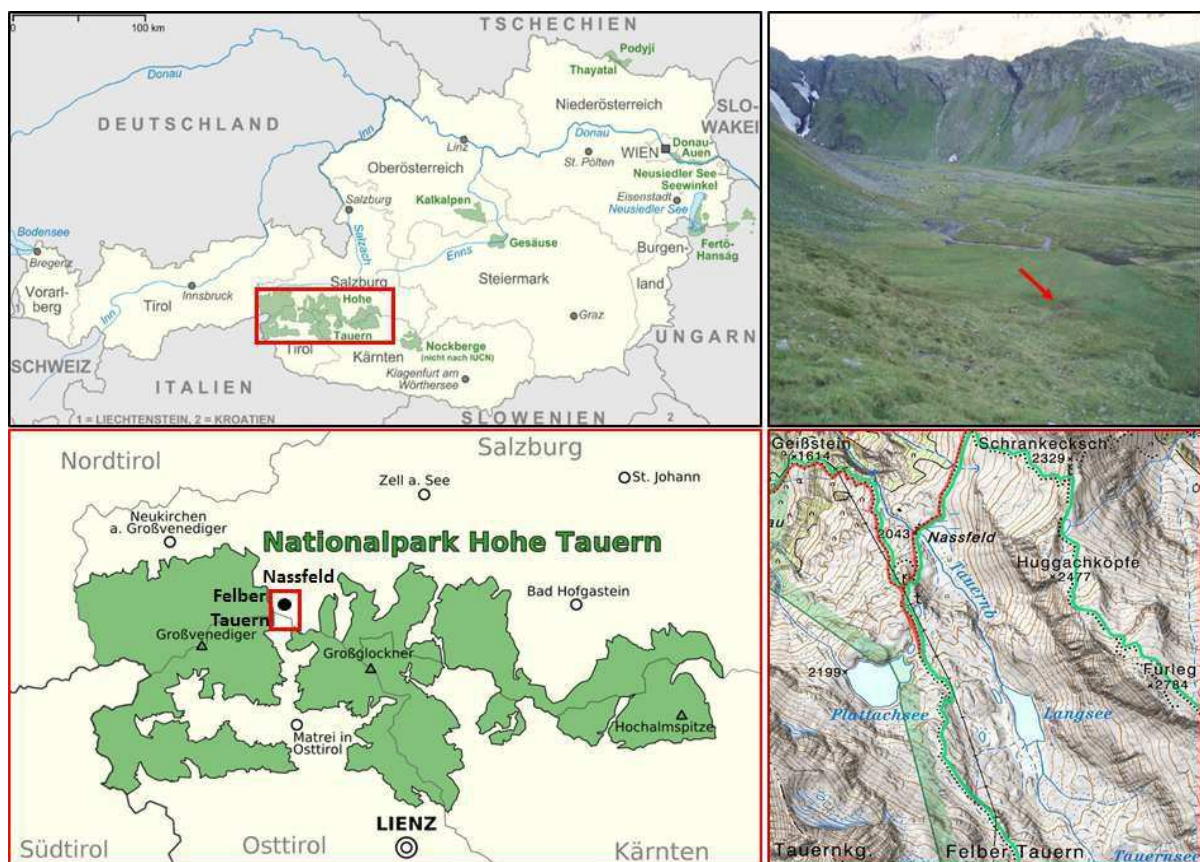 0
100 km
TSCHECHIEN
Podyjí
Thayatal
Donau
Niederösterreich
SLO-
WAKEI
DEUTSCHLAND
Inn
Linz
Donau
WIEN
Donau-
Auen
St. Pölten
Oberösterreich
Neusiedler See-
Seewinkel
Eisenstadt
Neusiedler See
Salzburg
Kalkalpen
Salzach
Gesäuse
Enns
Burgen-
land
Fertő-
Hanság
Bodensee
Bregenz
Vorarl-
berg
1
Tirol
Innsbruck
Inn
Salzburg
Steiermark
Hohe
Tauern
Graz
Tirol
Kärnten
Nockberge
(nicht nach IUCN)
UNGARN
SCHWEIZ
Klagenfurt am
Wörthersee
ITALIEN
SLOWENIEN
2
1 = LIECHTENSTEIN, 2 = KROATIEN
Nordtirol
Salzburg
Zell a. See
St. Johann
Neukirchen
a. Großvenediger
Nationalpark Hohe Tauern
Nassfeld
Felber
Tauern
Bad Hofgastein
Großvenediger
Großglockner
Hochalmspitze
Matrei in
Osttirol
LIENZ
Südtirol
Osttirol
Kärnten
Geißstein
×1614
Schrankecksch.
2329
2043
Nassfeld
Tauernb
Huggachköpfe
×2477
Fürleg
×2784
2199
Plattachsee
Langsee
Tauernkg.
Felber Tauern